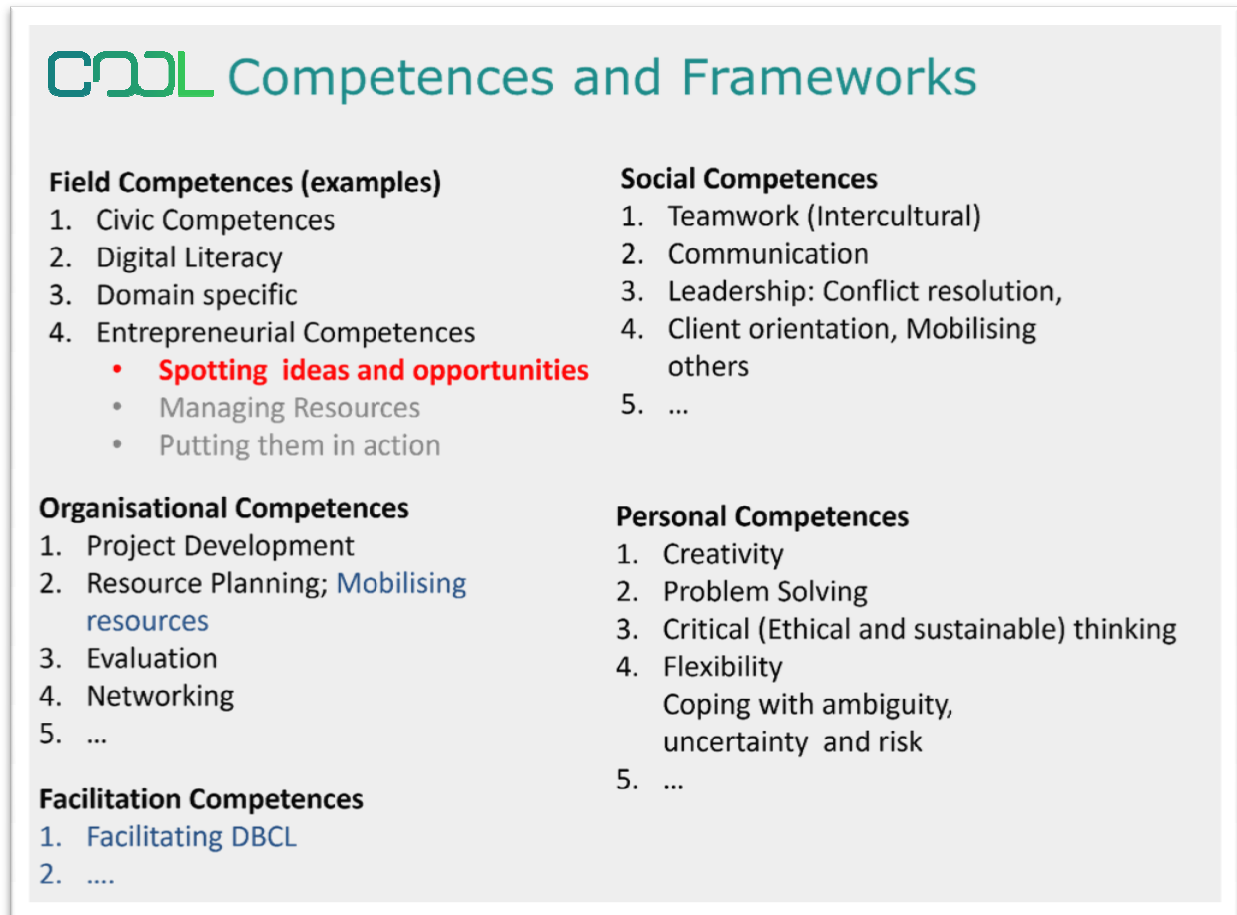 COOL Competences and Frameworks
Field Competences (examples)
1. Civic Competences
2. Digital Literacy
3. Domain specific
4. Entrepreneurial Competences
• Spotting ideas and opportunities
• Managing Resources
• Putting them in action
Social Competences
1. Teamwork (Intercultural)
2. Communication
3. Leadership: Conflict resolution,
4. Client orientation, Mobilising
others
5. ...
Organisational Competences
1. Project Development
2. Resource Planning; Mobilising
resources
3. Evaluation
4. Networking
5. ...
Personal Competences
1. Creativity
2. Problem Solving
3. Critical (Ethical and sustainable) thinking
4. Flexibility
Coping with ambiguity,
uncertainty and risk
5. ...
Facilitation Competences
1. Facilitating DBCL
2. ....